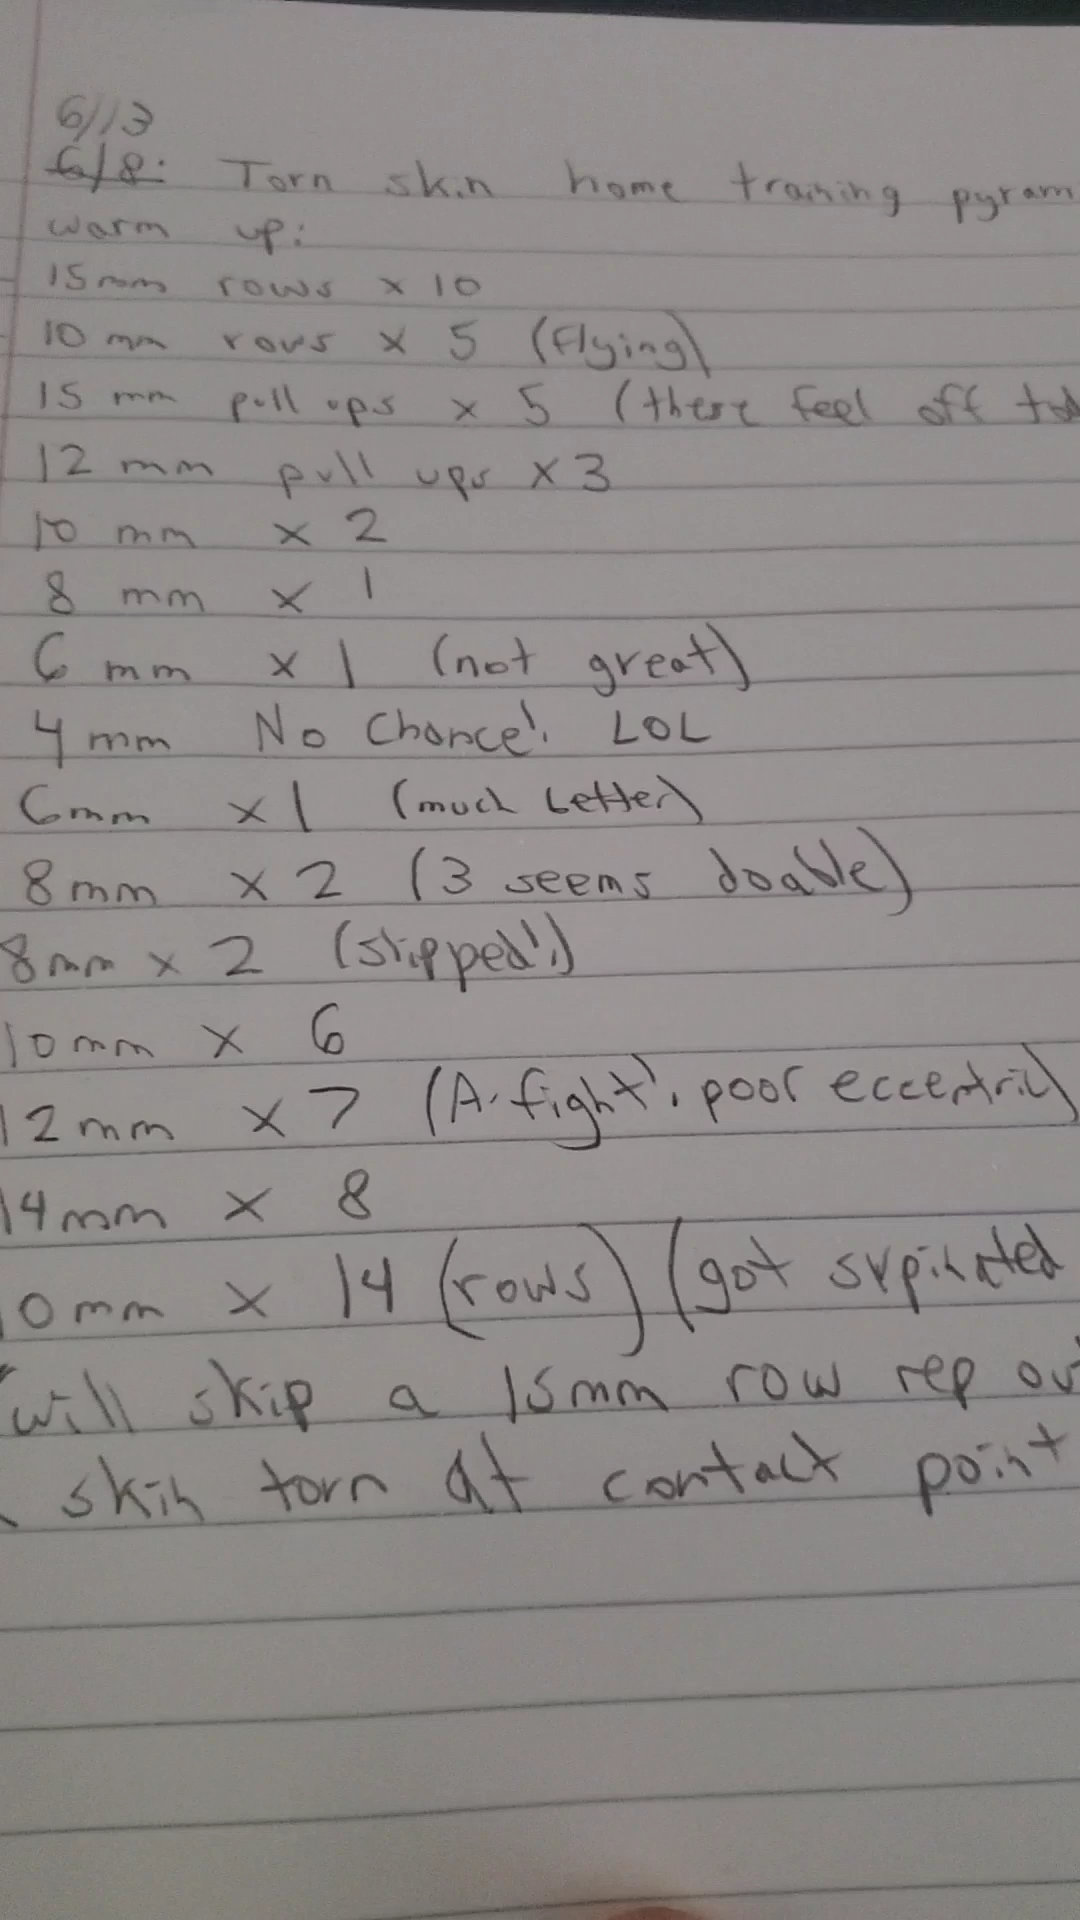 6/13
6/8: Torn skin home training pyram
warm up:
15mm rows x 10
10 mm rows x 5 (flying)
15 mm pull ups x 5 (these feel off tod
12 mm pull ups x 3
10 mm x 2
8 mm x 1
6 mm x 1 (not great)
4 mm No Chance! LOL
6mm x 1 (much better)
8mm x 2 (3 seems doable)
8mm x 2 (slipped!)
10mm x 6
12mm x 7 (A fight!, poor eccentric)
14mm x 8
10mm x 14 (rows) (got supinated
will skip a 15mm row rep out
skin torn at contact point